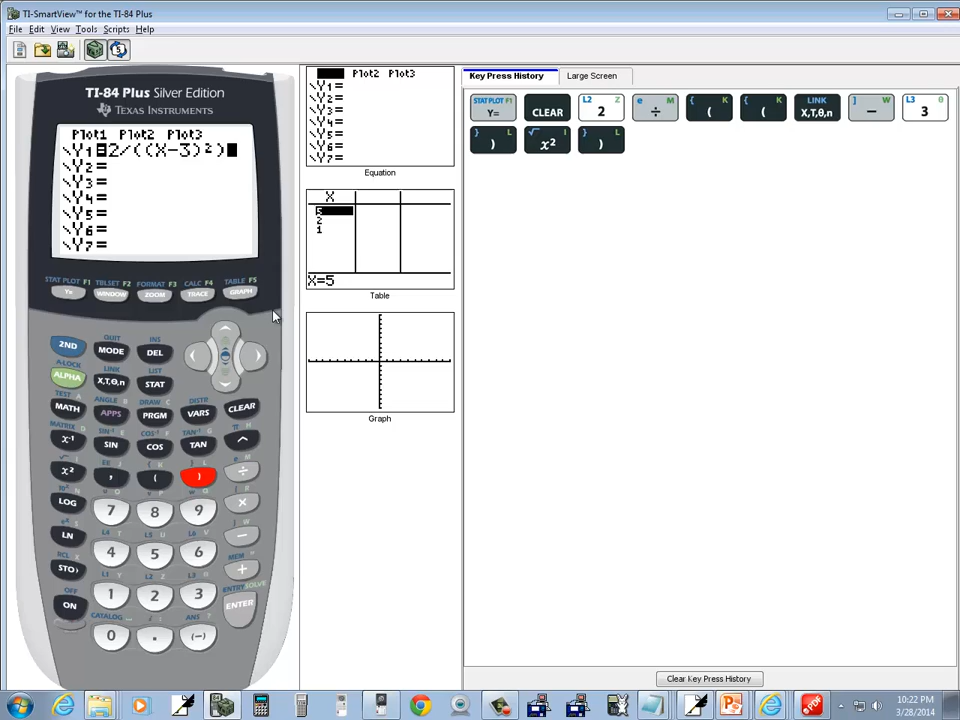 TI-SmartView™ for the TI-84 Plus
File Edit View Tools Scripts Help
TI-84 Plus Silver Edition
TEXAS INSTRUMENTS
Plot1 Plot2 Plot3
\Y1=2/((X-3)²)
\Y2=
\Y3=
\Y4=
\Y5=
\Y6=
\Y7=
STAT PLOT F1 TBLSET F2 FORMAT F3 CALC F4 TABLE F5
Y= WINDOW ZOOM TRACE GRAPH
QUIT INS
2ND MODE DEL
A-LOCK LINK LIST
ALPHA X,T,θ,n STAT
TEST A ANGLE B DRAW C DISTR
MATH APPS PRGM VARS CLEAR
MATRIX D SIN⁻¹ E COS⁻¹ F TAN⁻¹ G π H
x⁻¹ SIN COS TAN ^
√ I EE J { K } L e M
x² , ( ) ÷
10ˣ N u O v P w Q [ R
LOG 7 8 9 ×
eˣ S L4 T L5 U L6 V ] W
LN 4 5 6 −
RCL X L1 Y L2 Z L3 θ MEM "
STO› 1 2 3 +
OFF CATALOG i : ANS ? ENTRY SOLVE
ON 0 . (−) ENTER
Plot2 Plot3
\Y1=
\Y2=
\Y3=
\Y4=
\Y5=
\Y6=
\Y7=
Equation
X
5
2
1
X=5
Table
Graph
Key Press History Large Screen
STAT PLOT F1 L2 Z e M { K { K LINK ] W L3 θ
Y= CLEAR 2 ÷ ( ( X,T,θ,n − 3
} L √ I } L
) x² )
Clear Key Press History
10:22 PM
3/28/2014